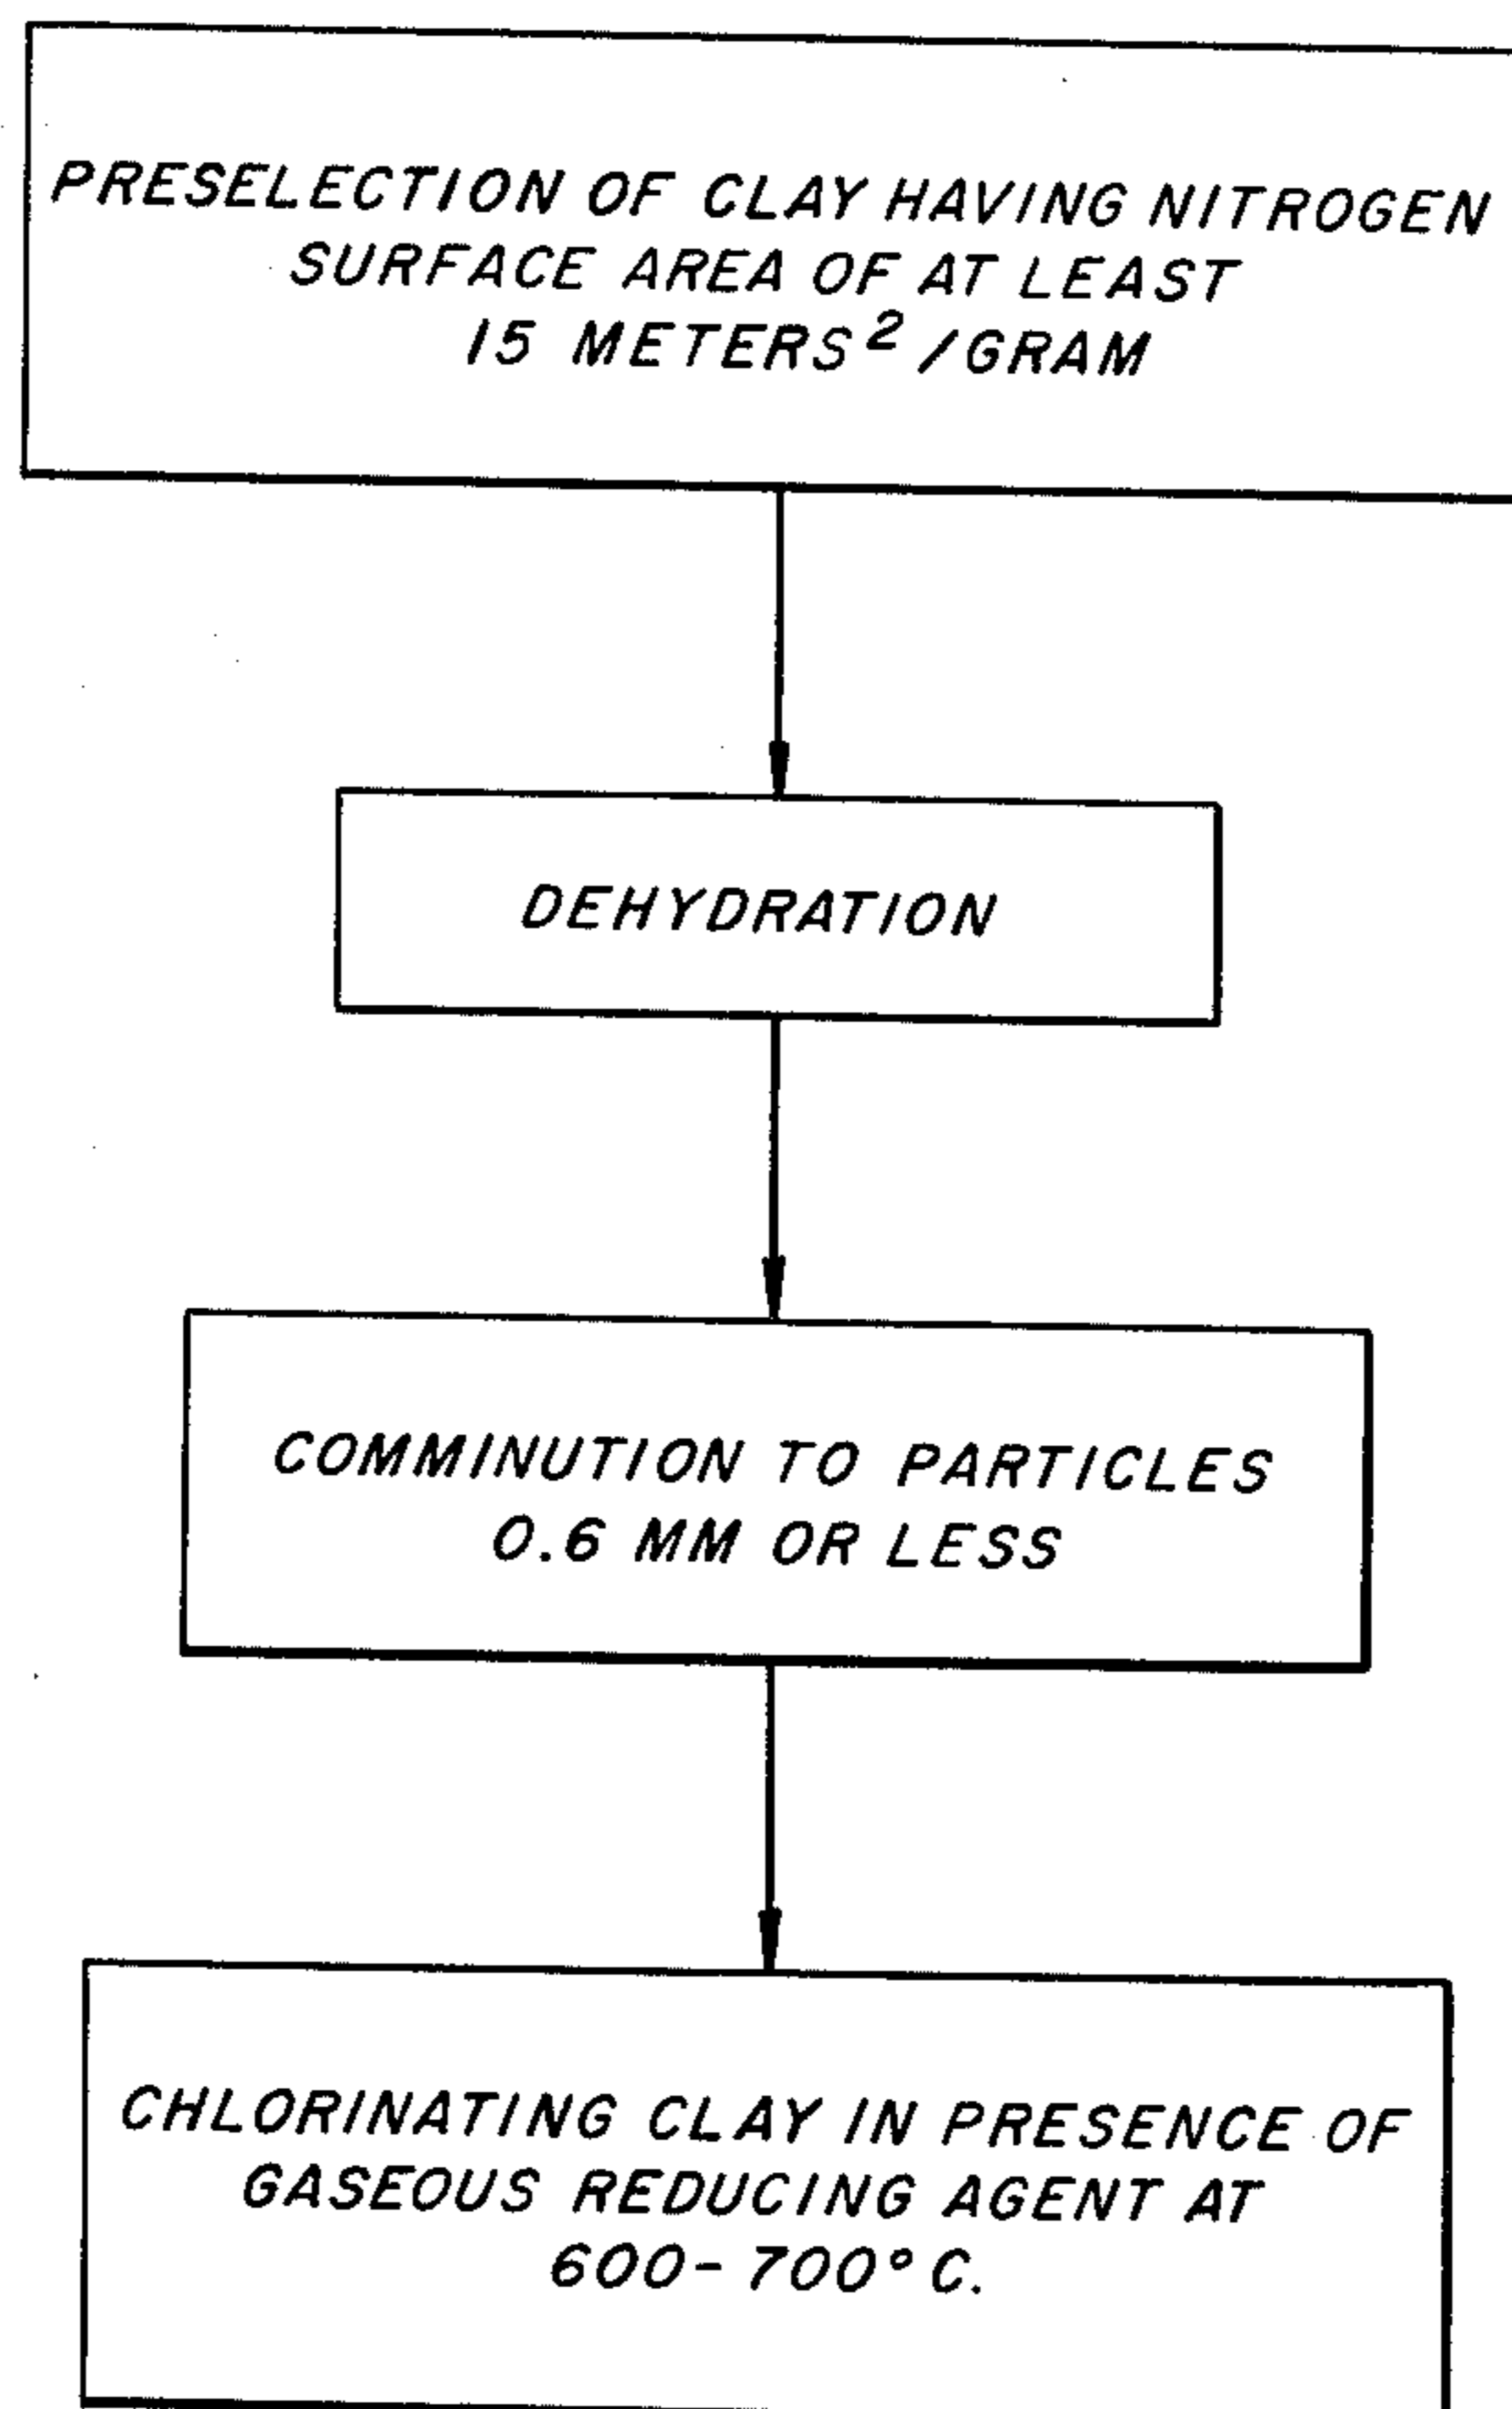 PRESELECTION OF CLAY HAVING NITROGEN
SURFACE AREA OF AT LEAST
15 METERS²/GRAM
DEHYDRATION
COMMINUTION TO PARTICLES
0.6 MM OR LESS
CHLORINATING CLAY IN PRESENCE OF
GASEOUS REDUCING AGENT AT
600-700°C.